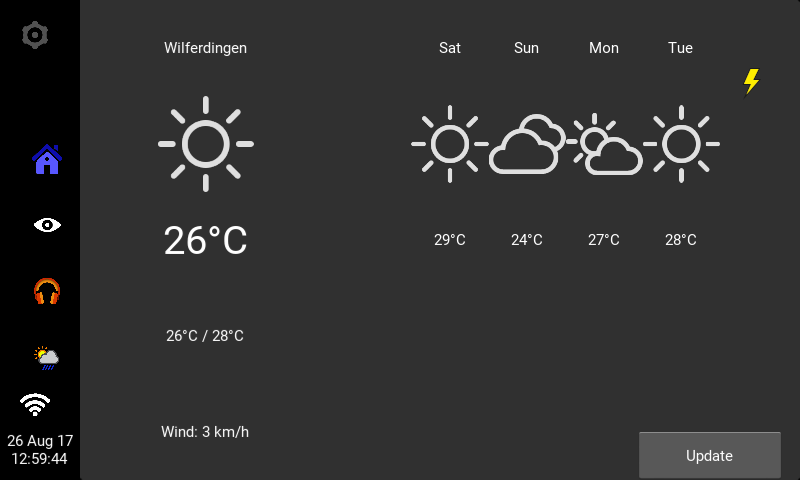 Wilferdingen
Sat Sun Mon Tue
26°C
29°C 24°C 27°C 28°C
26°C / 28°C
Wind: 3 km/h
Update
26 Aug 17
12:59:44